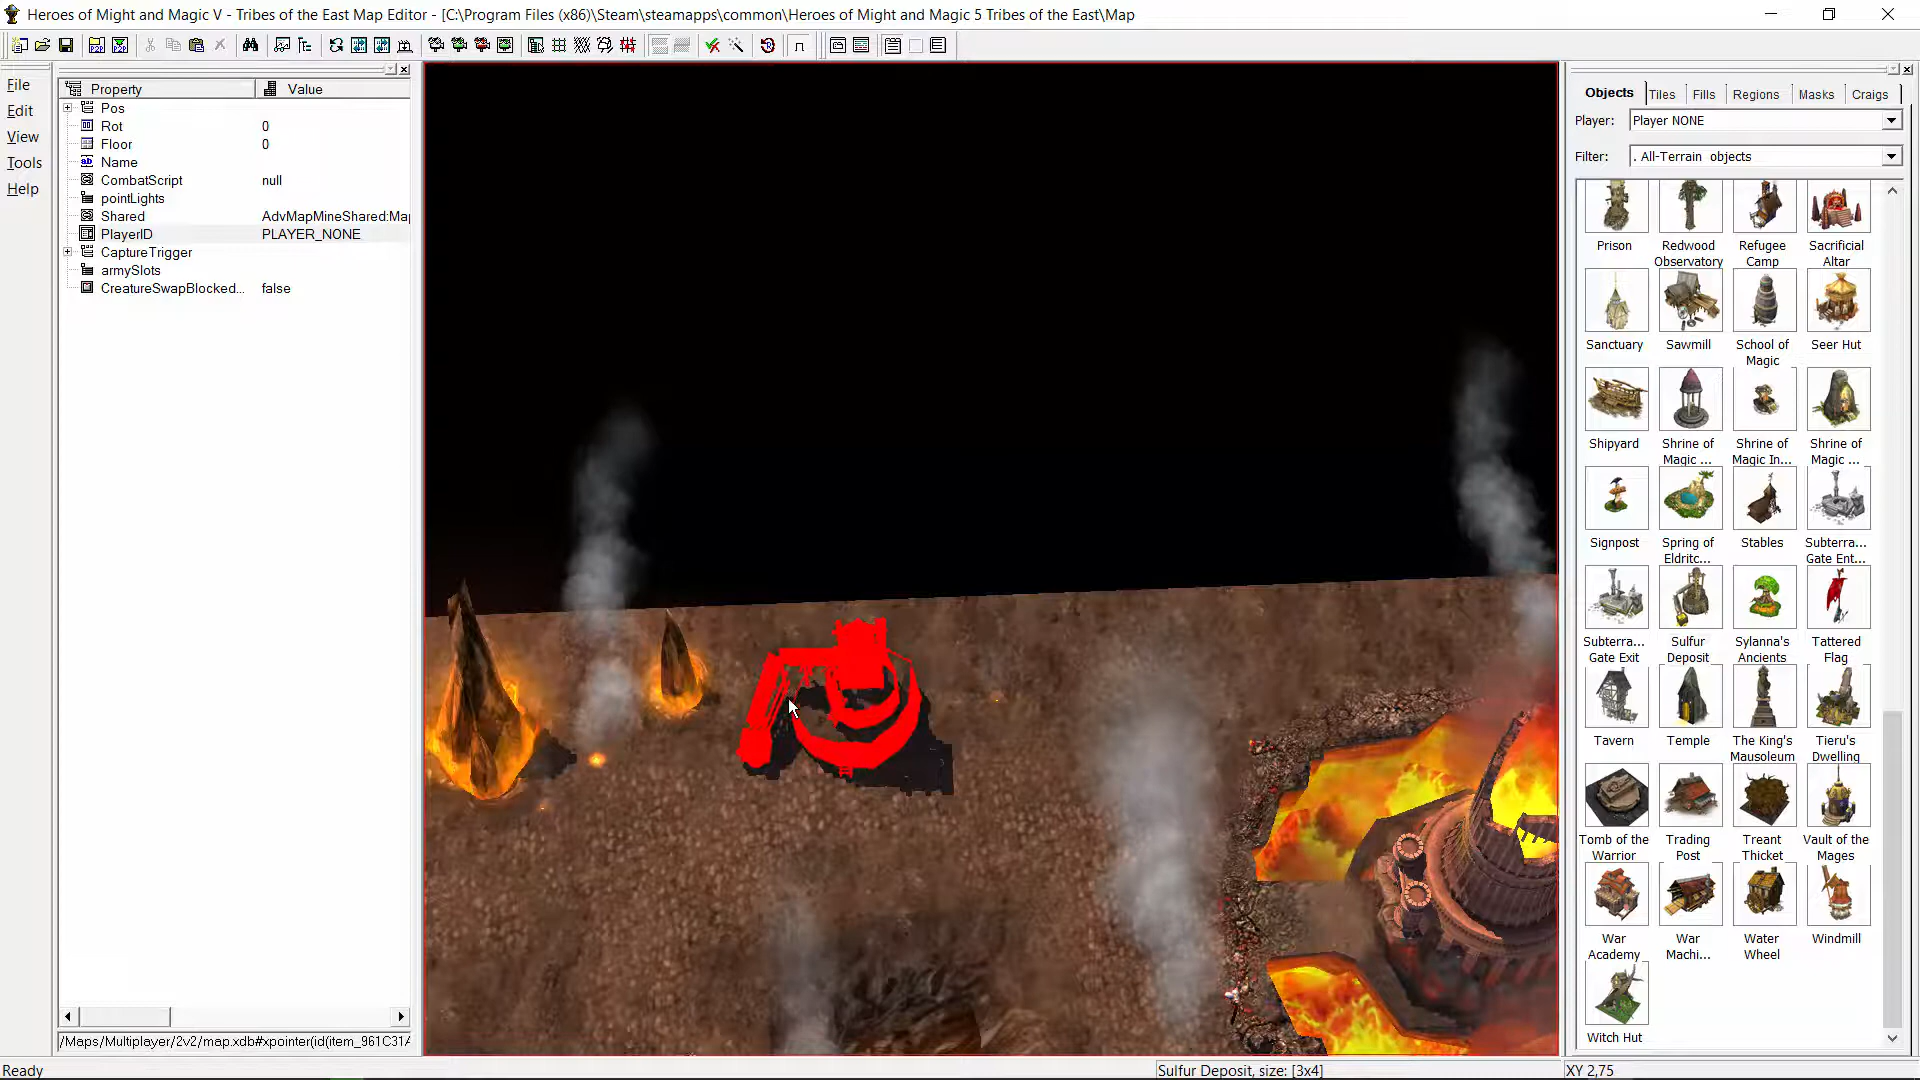 Heroes of Might and Magic V - Tribes of the East Map Editor - [C:\Program Files (x86)\Steam\steamapps\common\Heroes of Might and Magic 5 Tribes of the East\Map
File
Edit
View
Tools
Help
Property Value
Pos
Rot 0
Floor 0
Name
CombatScript null
pointLights
Shared AdvMapMineShared:Map
PlayerID PLAYER_NONE
CaptureTrigger
armySlots
CreatureSwapBlocked... false
/Maps/Multiplayer/2v2/map.xdb#xpointer(id(item_961C31A
Objects Tiles Fills Regions Masks Craigs
Player: Player NONE
Filter: . All-Terrain objects
Prison Redwood Observatory Refugee Camp Sacrificial Altar
Sanctuary Sawmill School of Magic Seer Hut
Shipyard Shrine of Magic ... Shrine of Magic In... Shrine of Magic ...
Signpost Spring of Eldritc... Stables Subterra... Gate Ent...
Subterra... Gate Exit Sulfur Deposit Sylanna's Ancients Tattered Flag
Tavern Temple The King's Mausoleum Tieru's Dwelling
Tomb of the Warrior Trading Post Treant Thicket Vault of the Mages
War Academy War Machi... Water Wheel Windmill
Witch Hut
Ready Sulfur Deposit, size: [3x4] XY 2,75